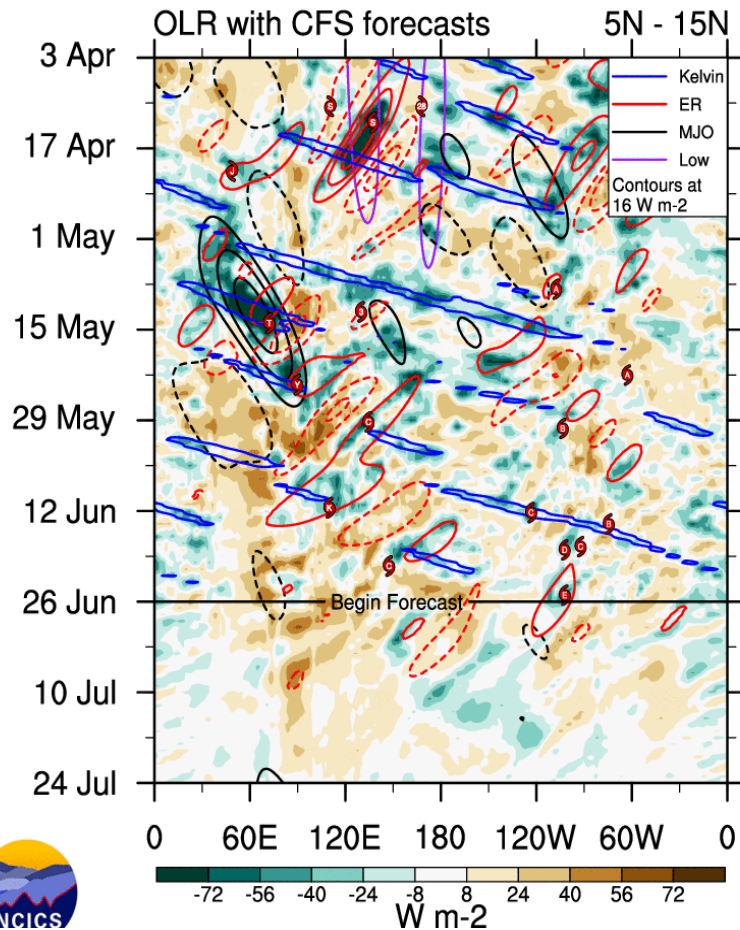 OLR with CFS forecasts 5N - 15N
3 Apr
17 Apr
1 May
15 May
29 May
12 Jun
26 Jun
10 Jul
24 Jul
Kelvin
ER
MJO
Low
Contours at
16 W m-2
S
28
S
J
A
T
Y
A
C
B
K
C
B
D
C
C
E
Begin Forecast
0 60E 120E 180 120W 60W 0
-72 -56 -40 -24 -8 8 24 40 56 72
W m-2
NCICS